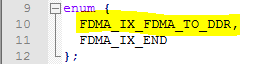 9 enum {
10 FDMA_IX_FDMA_TO_DDR,
11 FDMA_IX_END
12 };